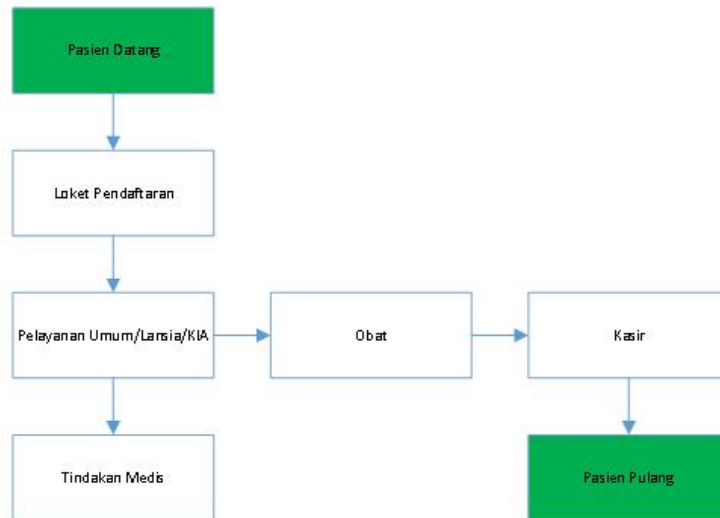 Pasien Datang
Loket Pendaftaran
Pelayanan Umum/Lansia/KIA
Obat
Kasir
Tindakan Medis
Pasien Pulang